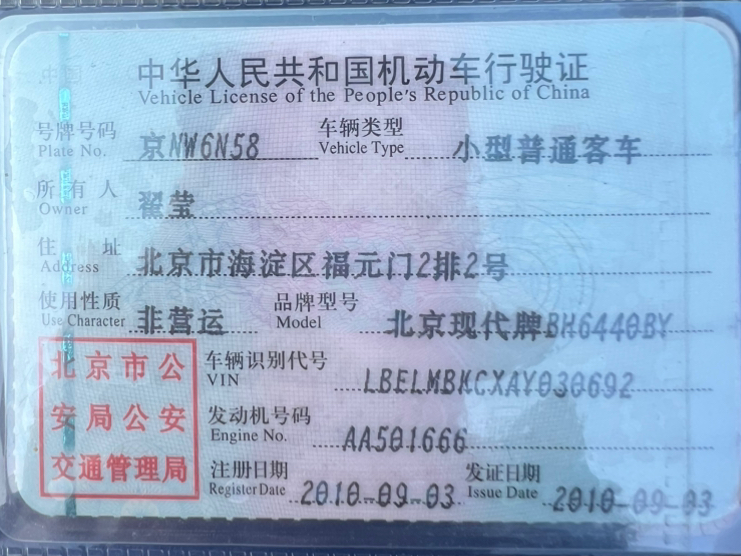 中华人民共和国机动车行驶证
Vehicle License of the People's Republic of China
号牌号码 京NW6N58 车辆类型 小型普通客车
Plate No. Vehicle Type
所有人 翟莹
Owner
住址 北京市海淀区福元门2排2号
Address
使用性质 非营运 品牌型号 北京现代牌BH6440BY
Use Character Model
北京市公
安局公安
交通管理局
车辆识别代号
VIN LBELMBKCXAY030692
发动机号码
Engine No. AA501666
注册日期 2010-09-03 发证日期 2010-09-03
Register Date Issue Date